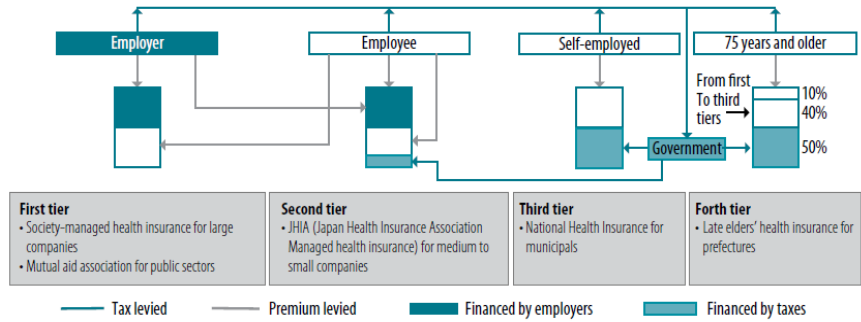 Employer
Employee
Self-employed
75 years and older
From first
To third
tiers
10%
40%
50%
Government
First tier
• Society-managed health insurance for large
companies
• Mutual aid association for public sectors
Second tier
• JHIA (Japan Health Insurance Association
Managed health insurance) for medium to
small companies
Third tier
• National Health Insurance for
municipals
Forth tier
• Late elders’ health insurance for
prefectures
Tax levied
Premium levied
Financed by employers
Financed by taxes